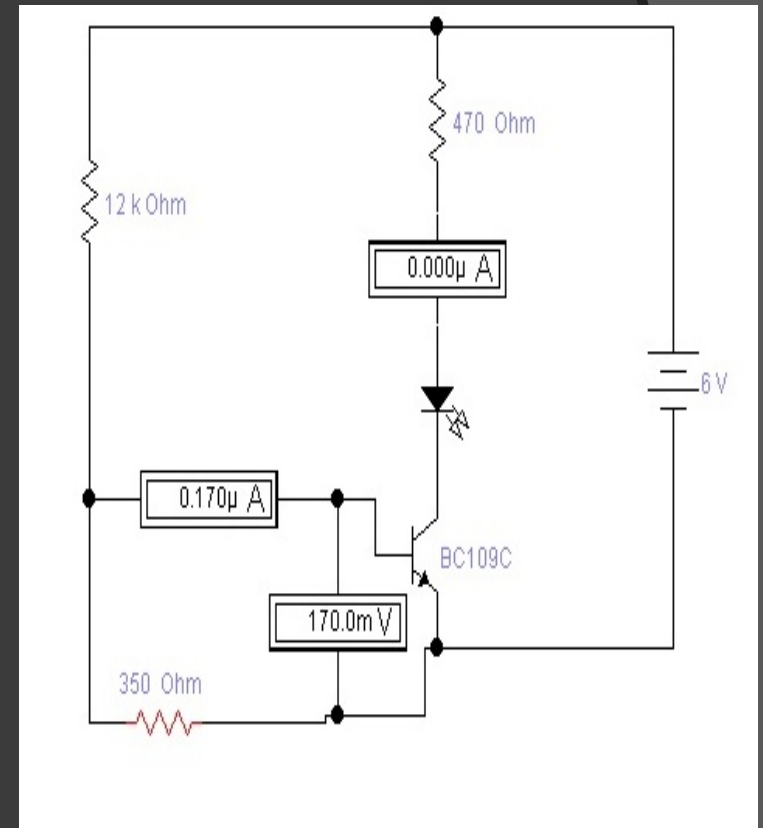 470 Ohm
12 k Ohm
0.000µ A
6 V
0.170µ A
BC109C
170.0m V
350 Ohm